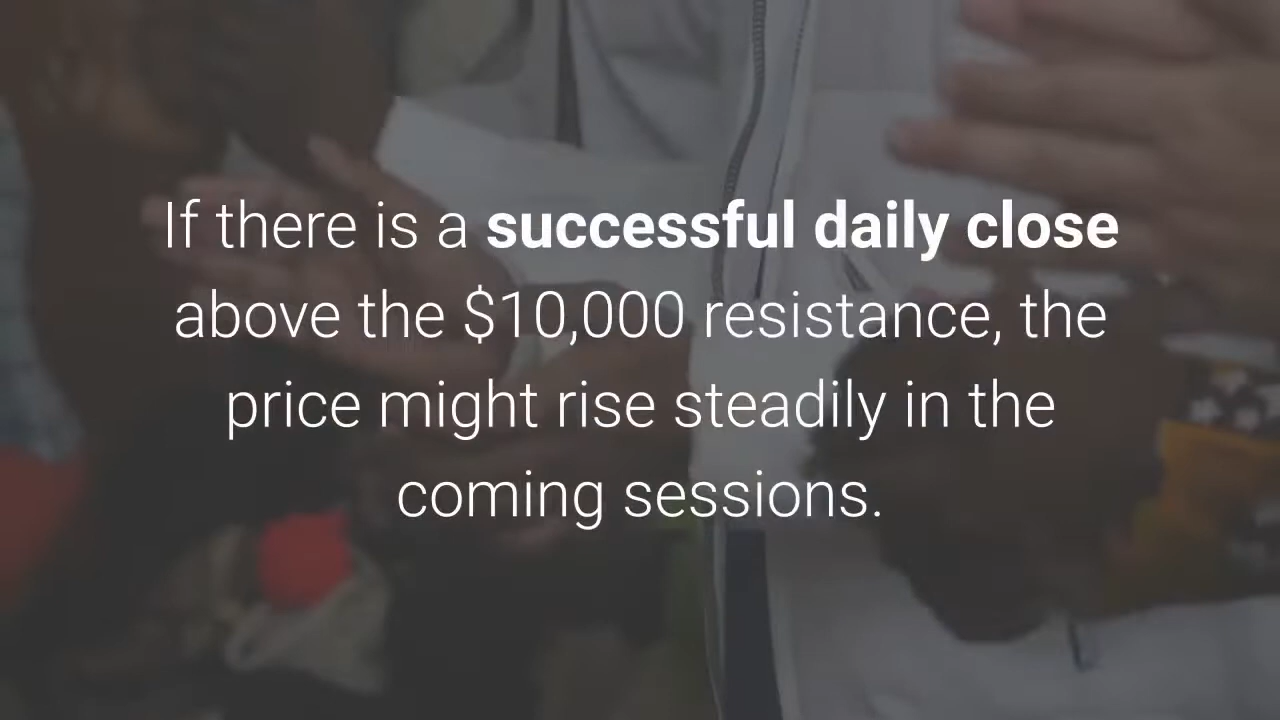 If there is a successful daily close
above the $10,000 resistance, the
price might rise steadily in the
coming sessions.